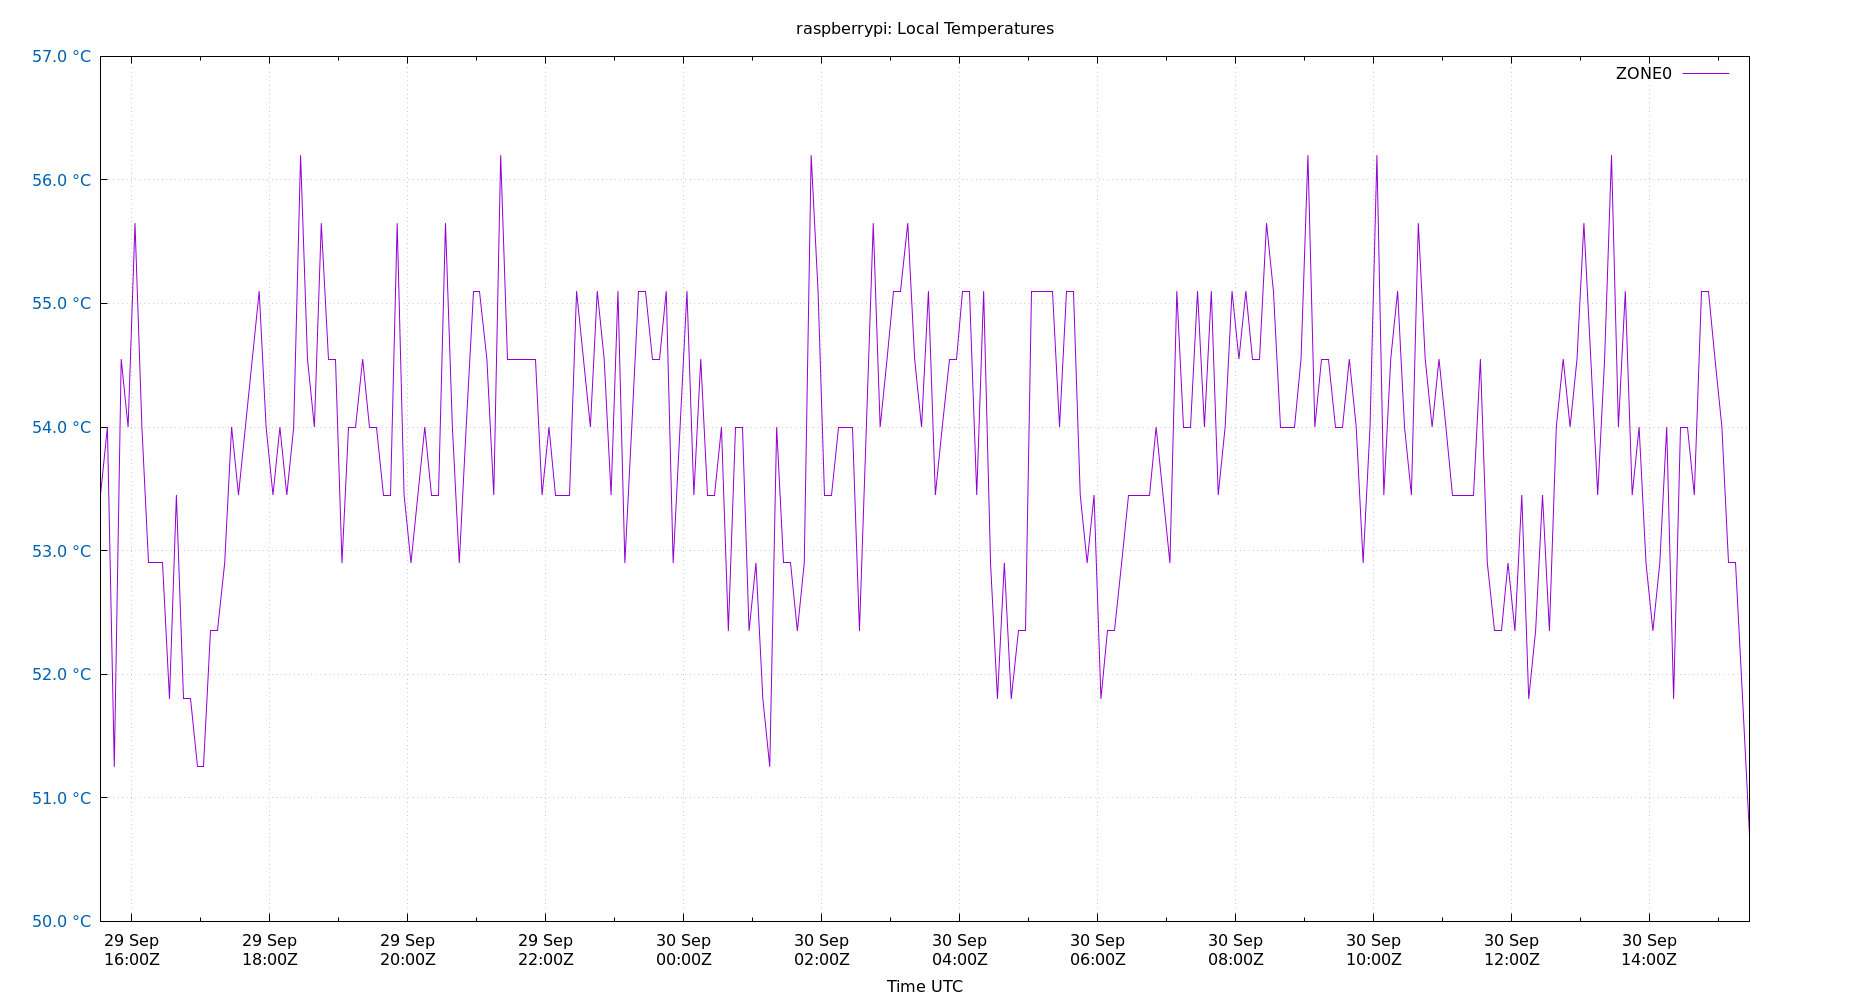 raspberrypi: Local Temperatures
57.0 °C
ZONE0
56.0 °C
55.0 °C
54.0 °C
53.0 °C
52.0 °C
51.0 °C
50.0 °C
29 Sep 29 Sep 29 Sep 29 Sep 30 Sep 30 Sep 30 Sep 30 Sep 30 Sep 30 Sep 30 Sep 30 Sep
16:00Z 18:00Z 20:00Z 22:00Z 00:00Z 02:00Z 04:00Z 06:00Z 08:00Z 10:00Z 12:00Z 14:00Z
Time UTC